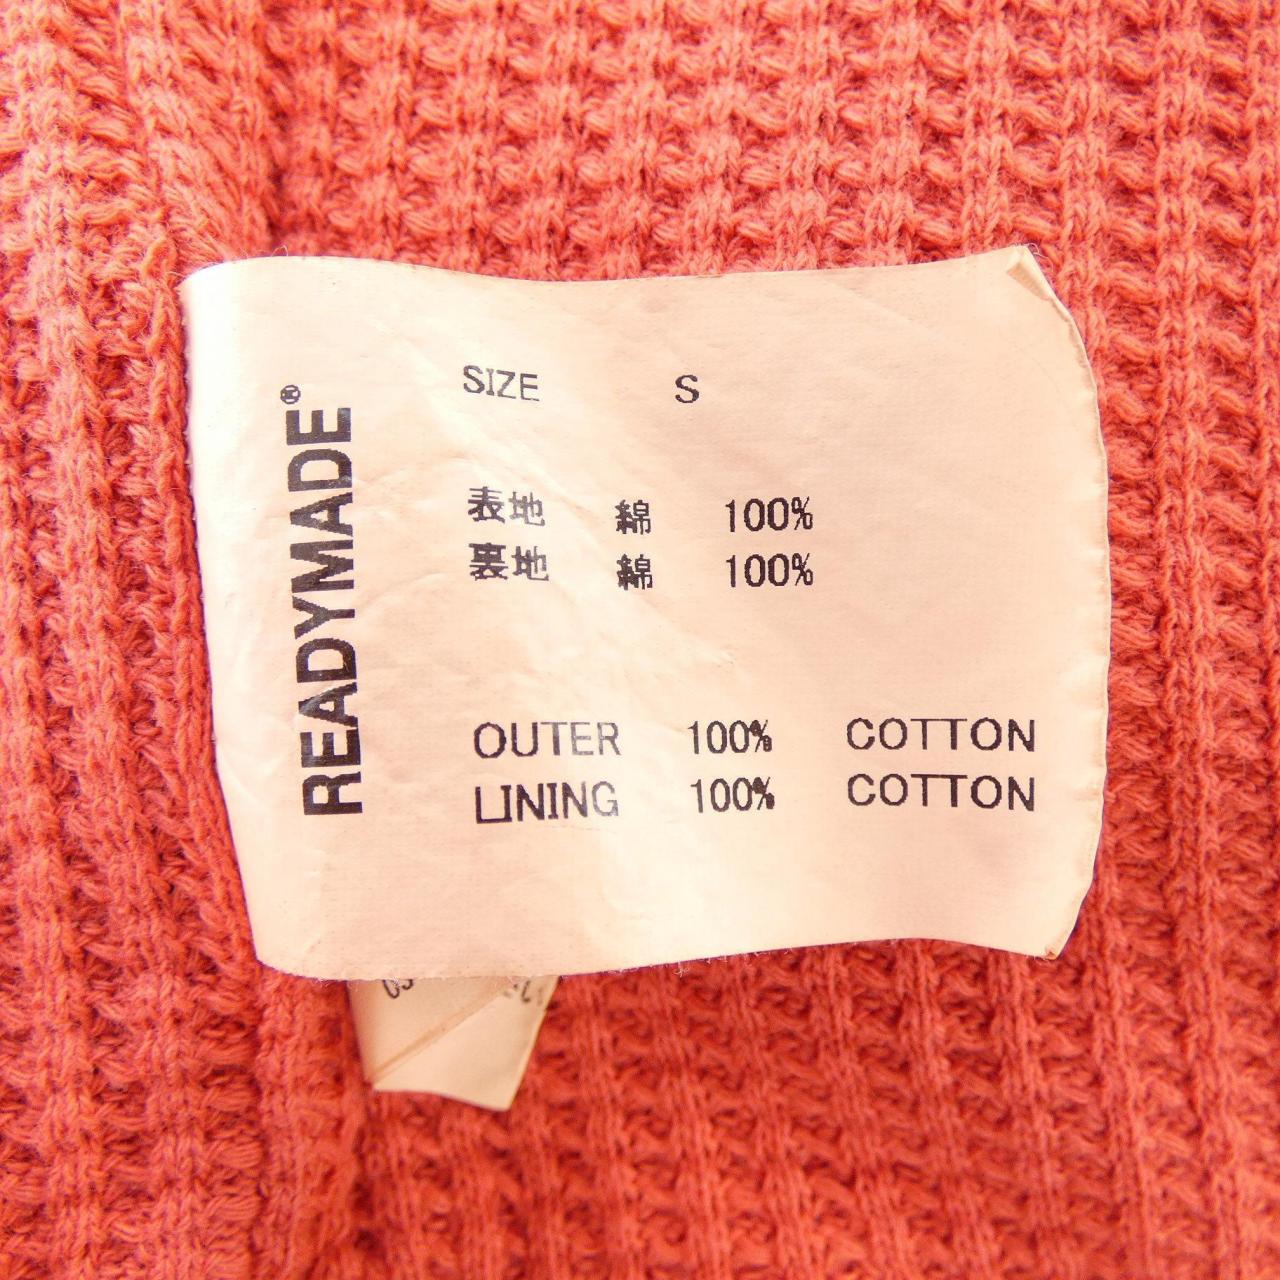 READYMADE®
SIZE S
表地 綿 100%
裏地 綿 100%
OUTER 100% COTTON
LINING 100% COTTON